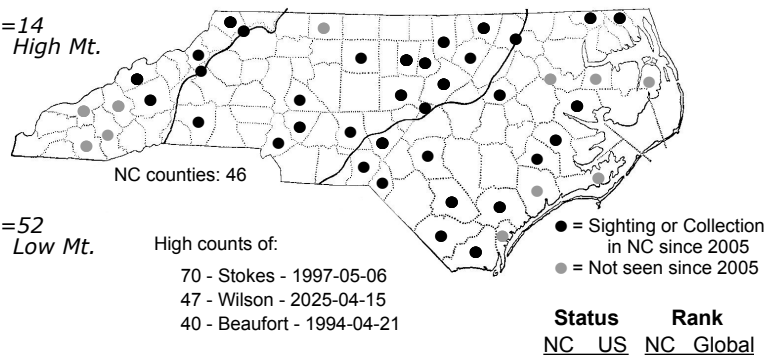 =14
High Mt.
NC counties: 46
=52
Low Mt.
High counts of:
70 - Stokes - 1997-05-06
47 - Wilson - 2025-04-15
40 - Beaufort - 1994-04-21
= Sighting or Collection
in NC since 2005
= Not seen since 2005
Status Rank
NC US NC Global